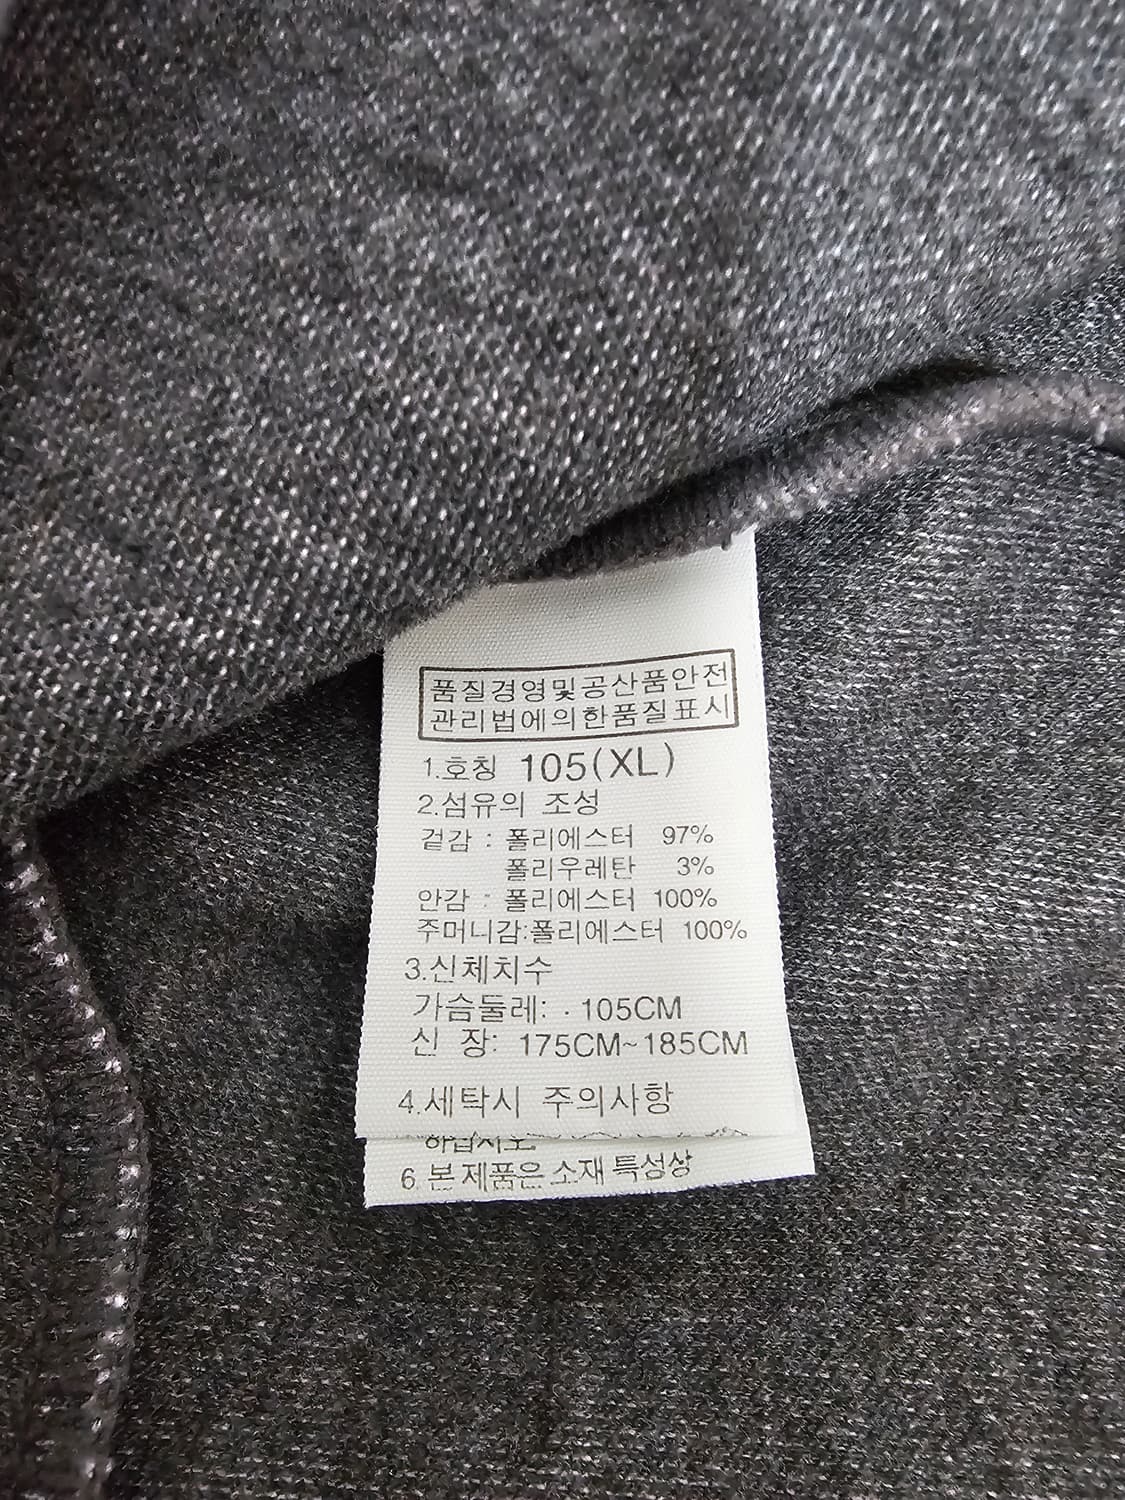 품질경영및공산품안전
관리법에의한품질표시
1.호칭 105(XL)
2.섬유의 조성
겉감 : 폴리에스터 97%
폴리우레탄 3%
안감 : 폴리에스터 100%
주머니감:폴리에스터 100%
3.신체치수
가슴둘레: · 105CM
신 장: 175CM~185CM
4.세탁시 주의사항
하십시오.
6.본제품은 소재 특성상